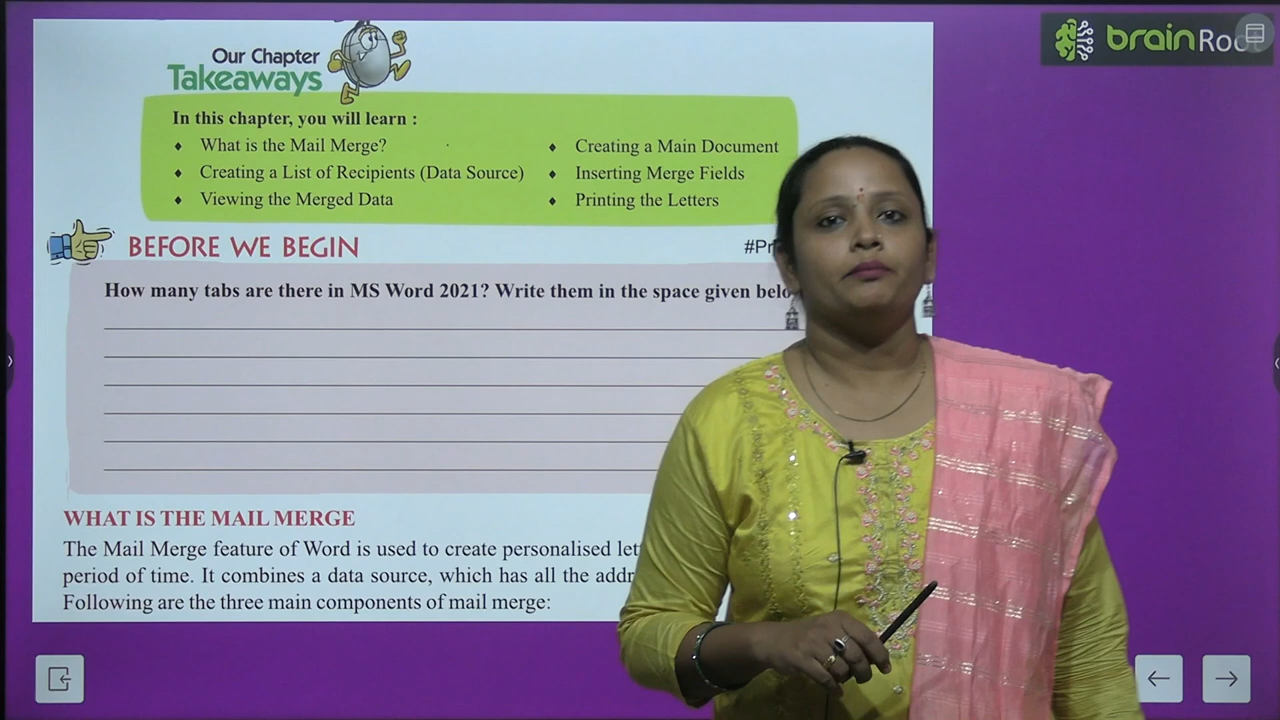 Our Chapter
Takeaways
In this chapter, you will learn :
♦ What is the Mail Merge?
♦ Creating a List of Recipients (Data Source)
♦ Viewing the Merged Data
♦ Creating a Main Document
♦ Inserting Merge Fields
♦ Printing the Letters
BEFORE WE BEGIN
How many tabs are there in MS Word 2021? Write them in the space given
WHAT IS THE MAIL MERGE
The Mail Merge feature of Word is used to create personalised
period of time. It combines a data source, which has all the
Following are the three main components of mail merge:
brain